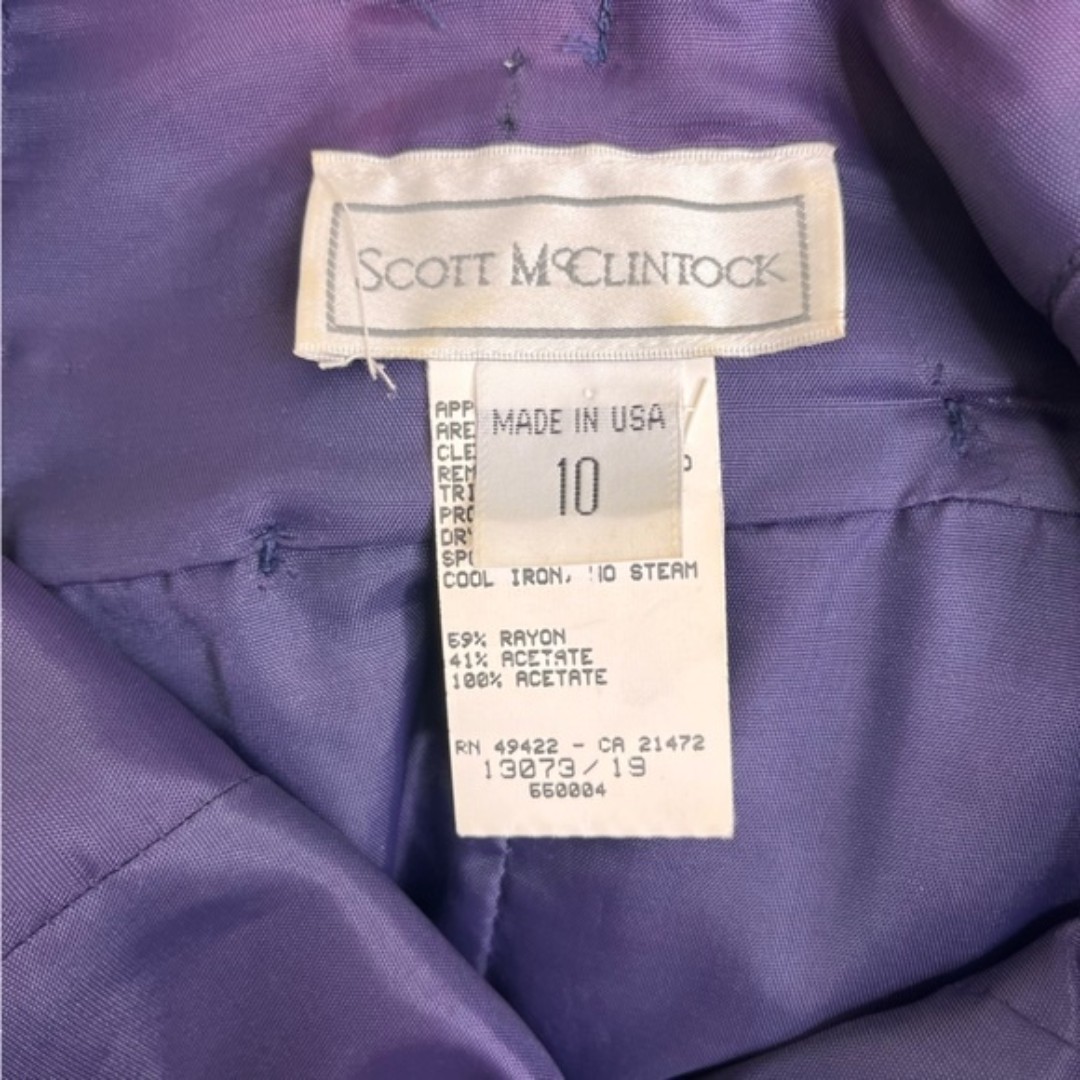 SCOTT McCLINTOCK
MADE IN USA
10
COOL IRON, NO STEAM
59% RAYON
41% ACETATE
100% ACETATE
RN 49422 - CA 21472
13073/19